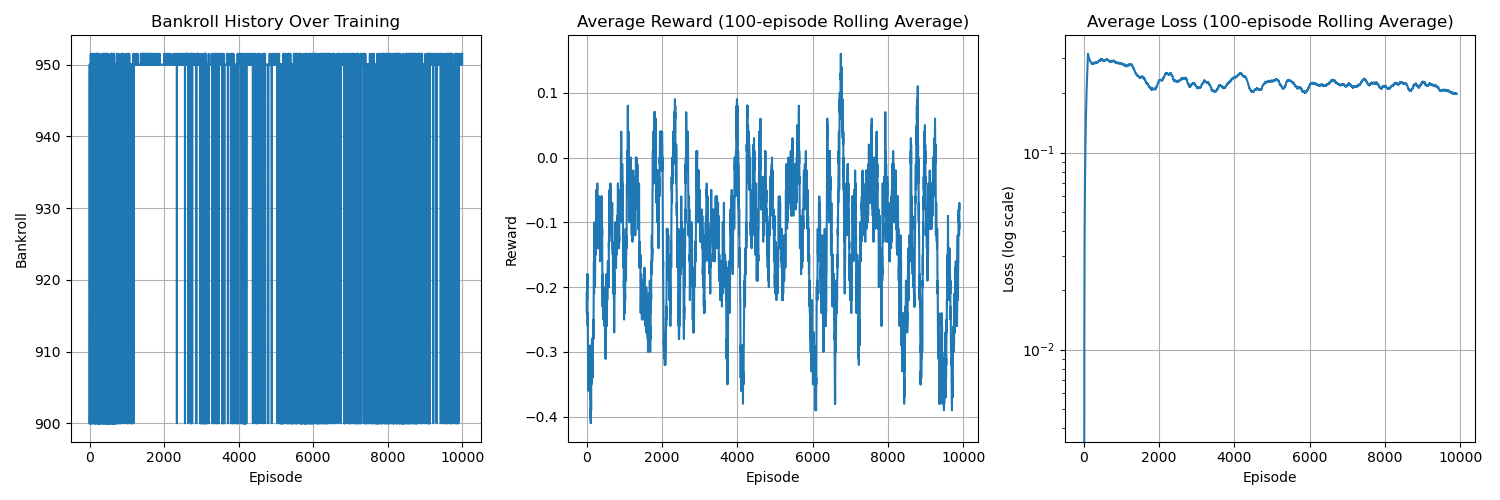 Bankroll History Over Training
Bankroll
950
940
930
920
910
900
0 2000 4000 6000 8000 10000
Episode
Average Reward (100-episode Rolling Average)
Reward
0.1
0.0
−0.1
−0.2
−0.3
−0.4
0 2000 4000 6000 8000 10000
Episode
Average Loss (100-episode Rolling Average)
Loss (log scale)
10⁻¹
10⁻²
0 2000 4000 6000 8000 10000
Episode